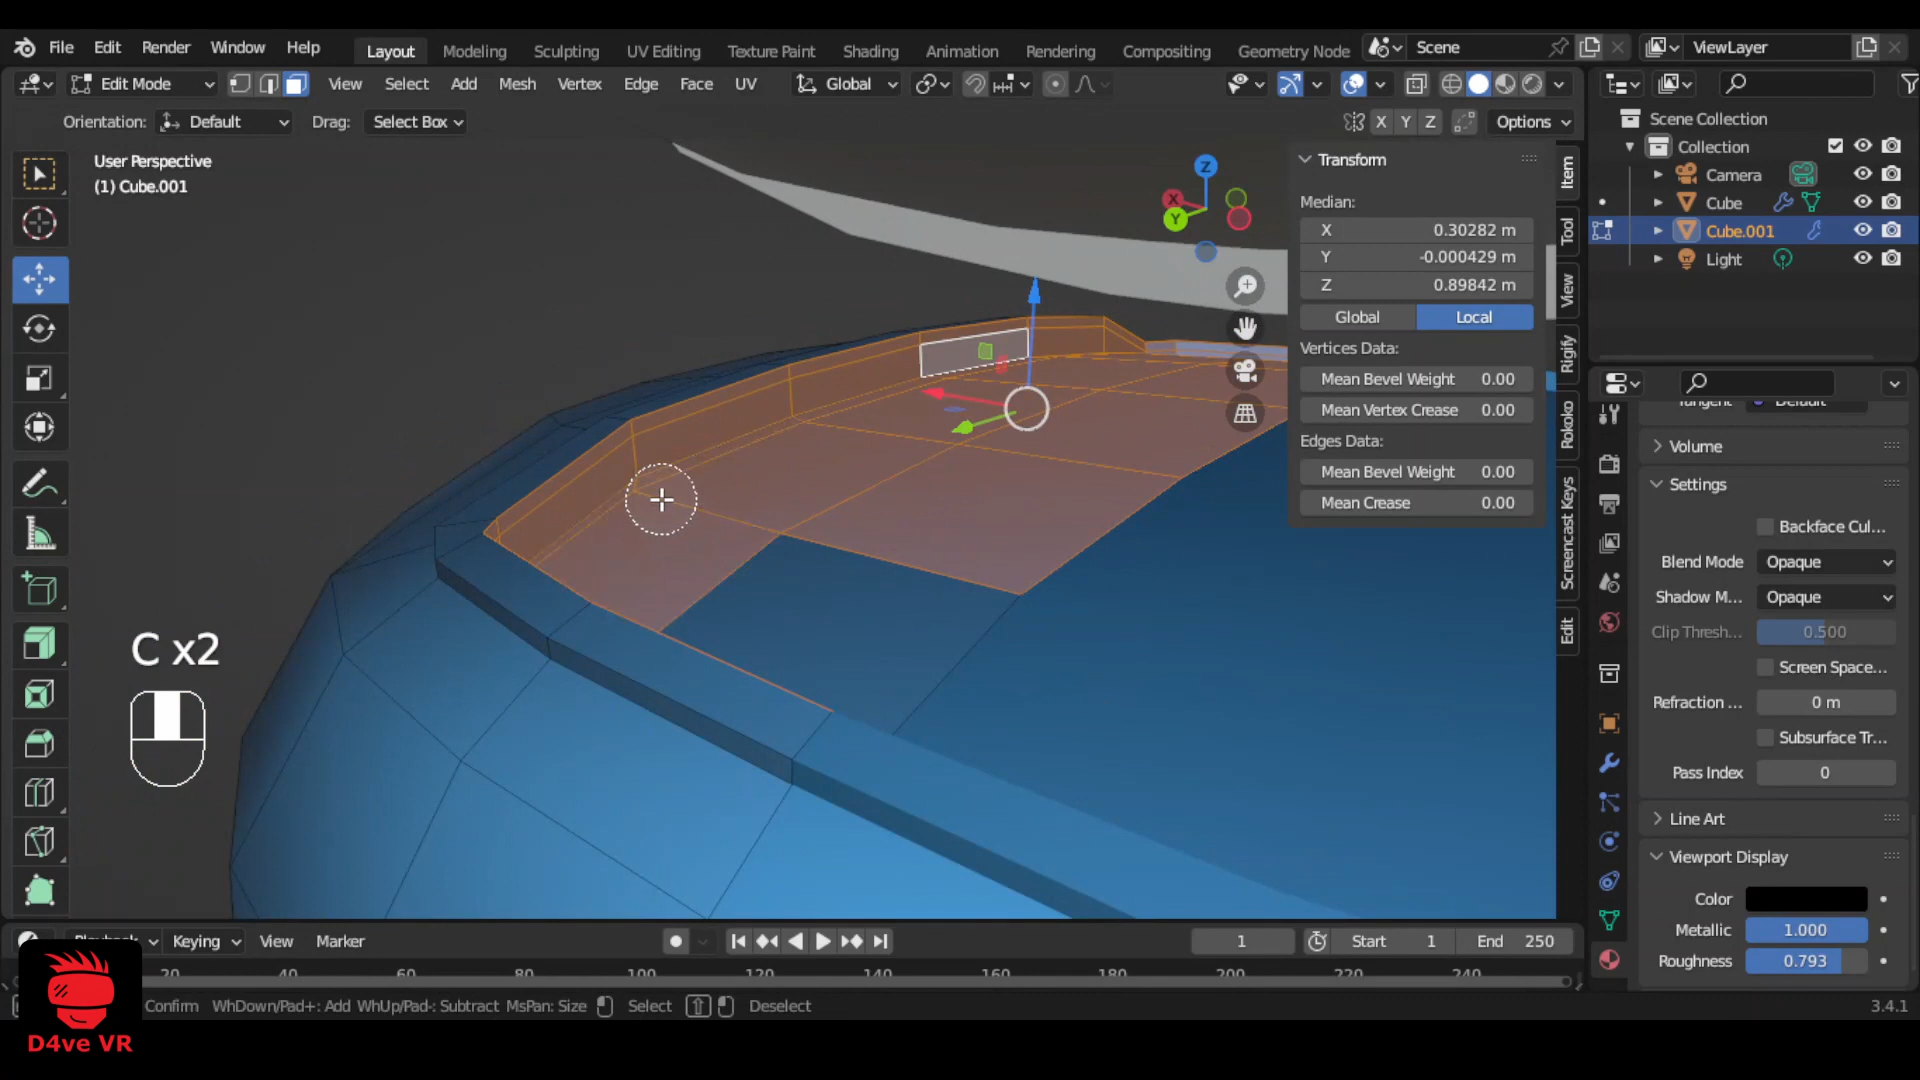 File Edit Render Window Help Layout Modeling Sculpting UV Editing Texture Paint Shading Animation Rendering Compositing Geometry Node Scene ViewLayer
Edit Mode View Select Add Mesh Vertex Edge Face UV Global
Orientation: Default Drag: Select Box X Y Z Options
User Perspective
(1) Cube.001
Z
X
Y
Transform
Median:
X 0.30282 m
Y -0.000429 m
Z 0.89842 m
Global Local
Vertices Data:
Mean Bevel Weight 0.00
Mean Vertex Crease 0.00
Edges Data:
Mean Bevel Weight 0.00
Mean Crease 0.00
Item
Tool
View
Rigify
Rokoko
Screencast Keys
Edit
Scene Collection
Collection
Camera
Cube
Cube.001
Light
Tangent Default
Volume
Settings
Backface Cul...
Blend Mode Opaque
Shadow M... Opaque
Clip Thresh... 0.500
Screen Space...
Refraction ... 0 m
Subsurface Tr...
Pass Index 0
Line Art
Viewport Display
Color
Metallic 1.000
Roughness 0.793
C x2
Playback Keying View Marker 1 Start 1 End 250
20 40 60 80 100 120 140 160 180 200 220 240
Confirm WhDown/Pad+: Add WhUp/Pad-: Subtract MsPan: Size Select Deselect 3.4.1
D4ve VR